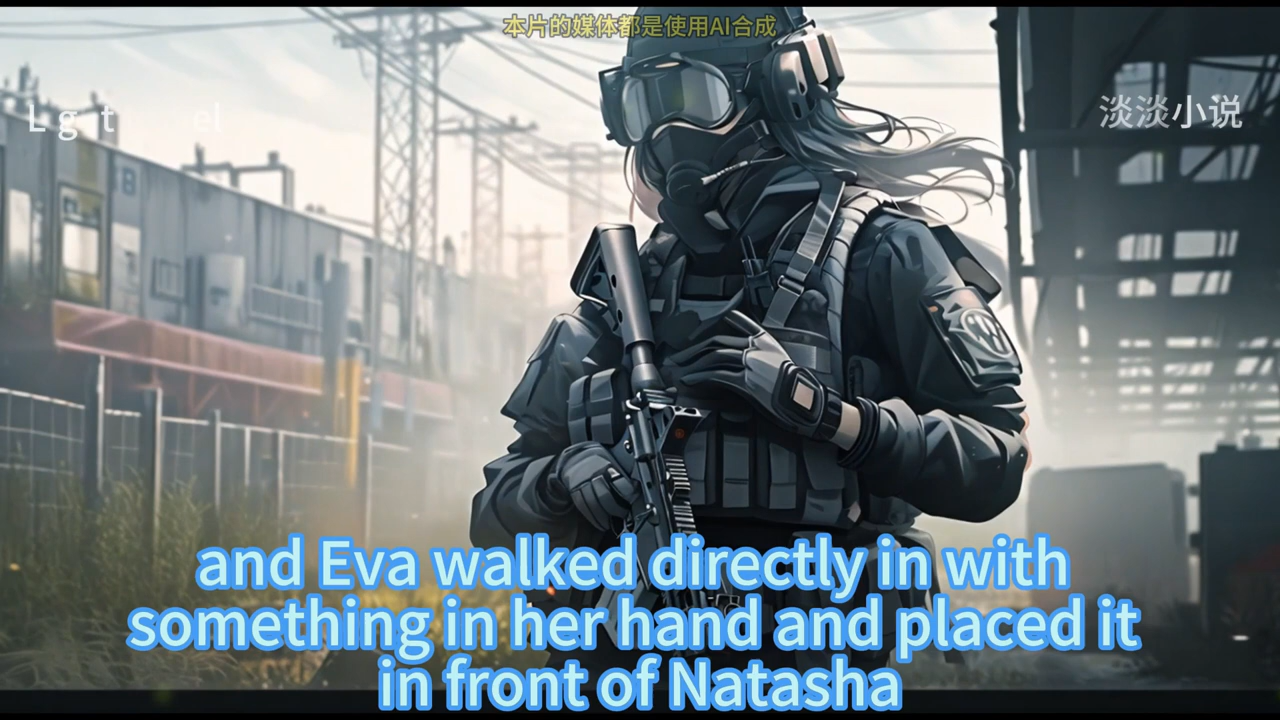 本片的媒体都是使用AI合成
淡淡小说
and Eva walked directly in with
something in her hand and placed it
in front of Natasha